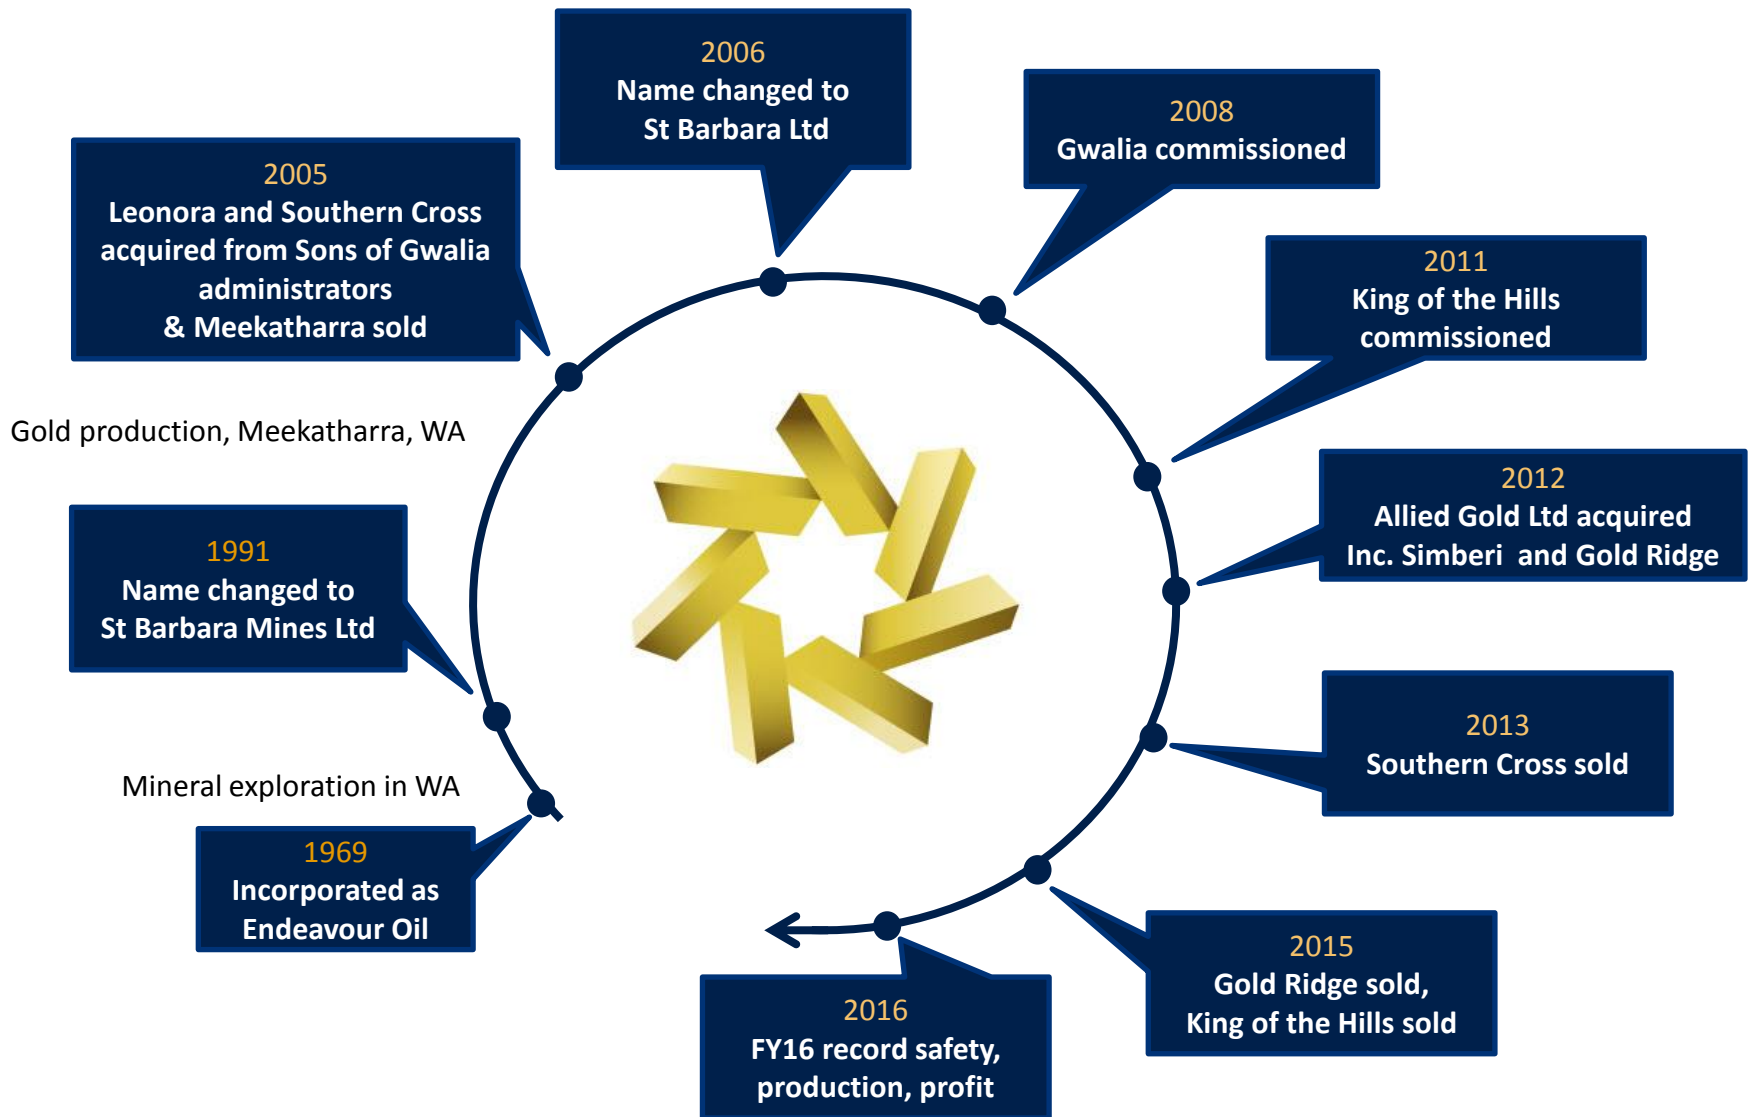 1969
Incorporated as
Endeavour Oil
Mineral exploration in WA
1991
Name changed to
St Barbara Mines Ltd
Gold production, Meekatharra, WA
2005
Leonora and Southern Cross
acquired from Sons of Gwalia
administrators
& Meekatharra sold
2006
Name changed to
St Barbara Ltd
2008
Gwalia commissioned
2011
King of the Hills
commissioned
2012
Allied Gold Ltd acquired
Inc. Simberi and Gold Ridge
2013
Southern Cross sold
2015
Gold Ridge sold,
King of the Hills sold
2016
FY16 record safety,
production, profit